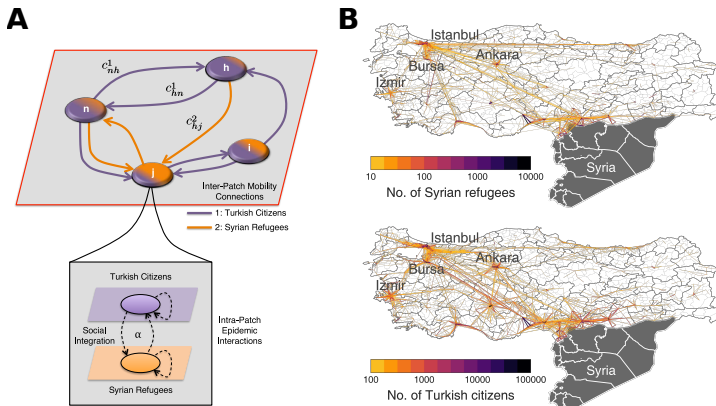 A
c¹ₙₕ
h
c¹ₕₙ
n
c²ₕⱼ
i
j
Inter-Patch Mobility
Connections
1: Turkish Citizens
2: Syrian Refugees
Turkish Citizens
Social
Integration
α
Intra-Patch
Epidemic
Interactions
Syrian Refugees
B
Istanbul
Ankara
Bursa
Izmir
Syria
10 100 1000 10000
No. of Syrian refugees
Istanbul
Ankara
Bursa
Izmir
Syria
100 1000 10000 100000
No. of Turkish citizens